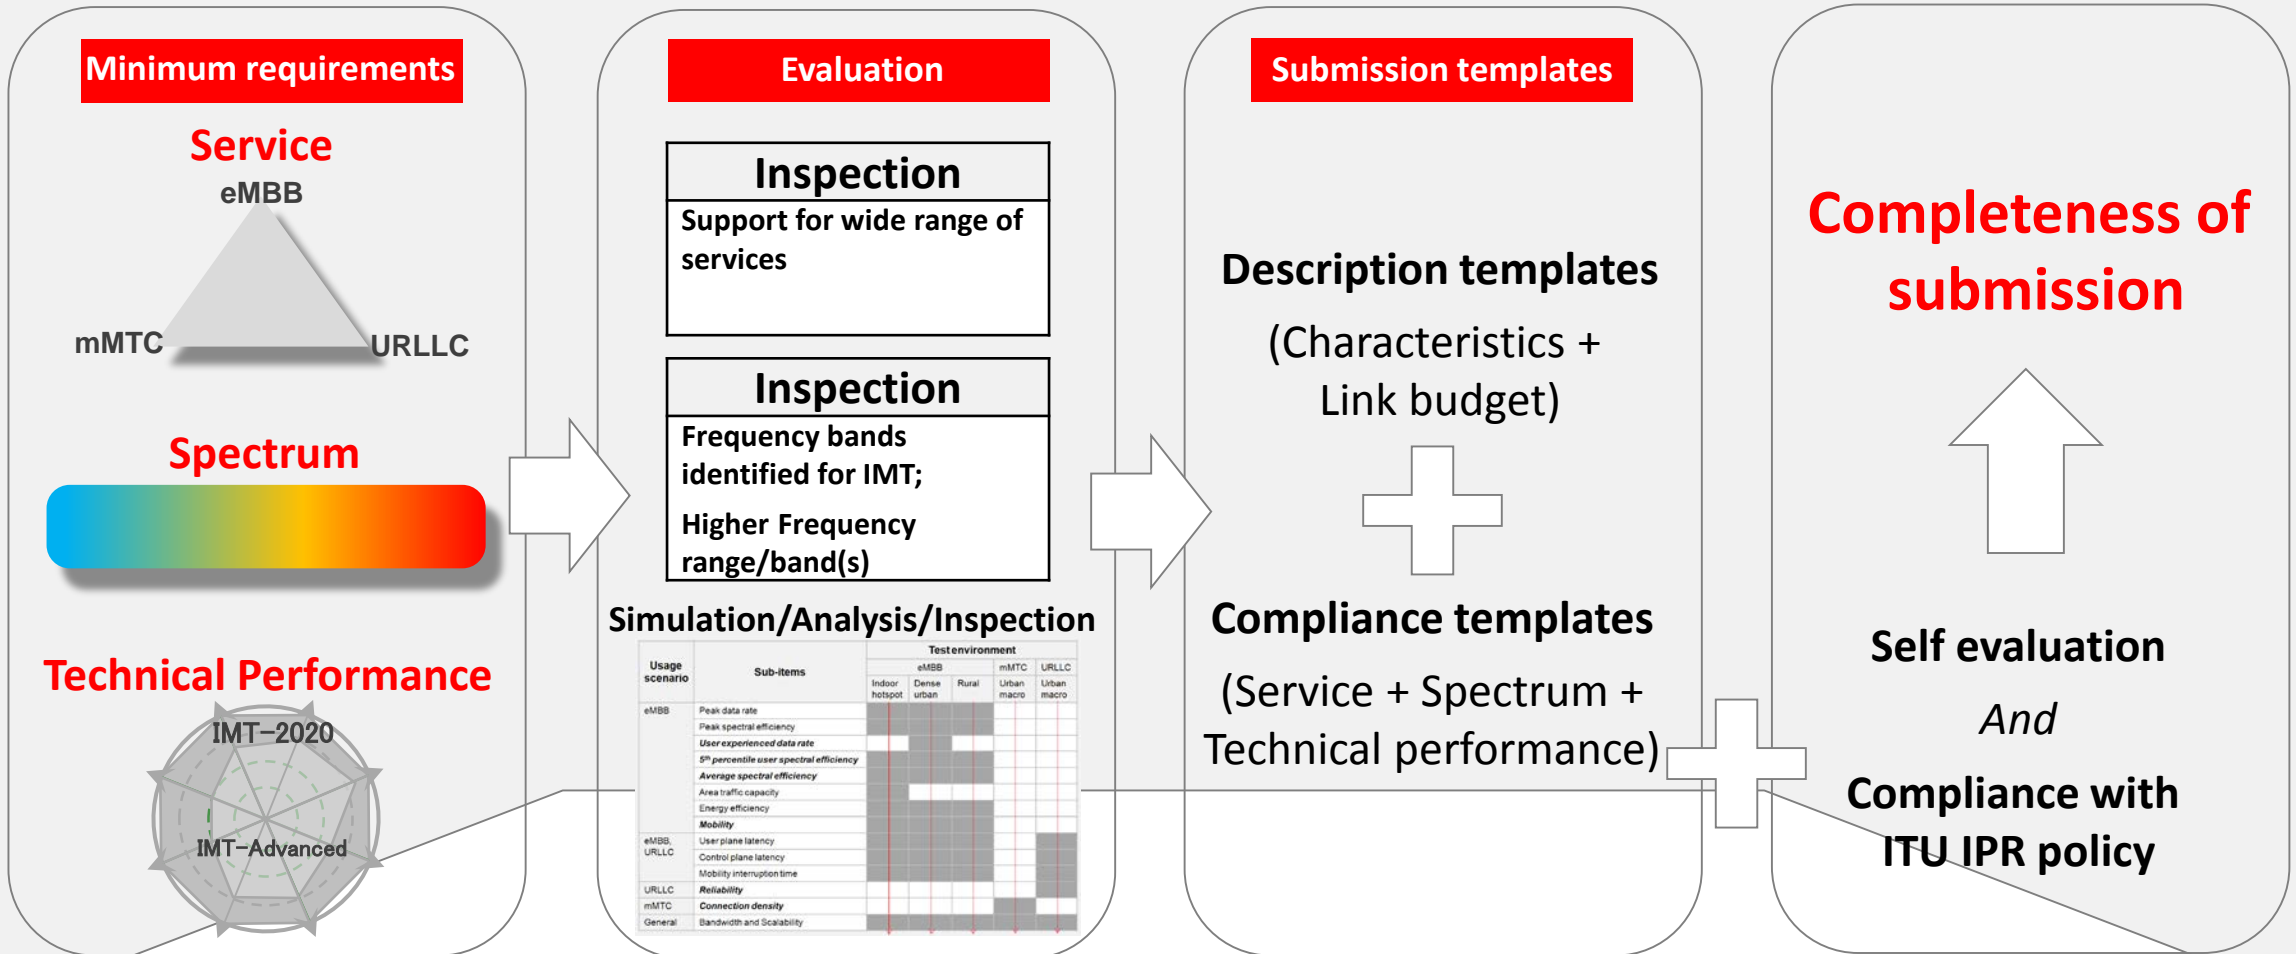 Minimum requirements
Service
eMBB
mMTC
URLLC
Spectrum
Technical Performance
IMT-2020
IMT-Advanced
Evaluation
Inspection
Support for wide range of
services
Inspection
Frequency bands
identified for IMT;
Higher Frequency
range/band(s)
Simulation/Analysis/Inspection
Usage
scenario
Sub-items
Test environment
eMBB
mMTC
URLLC
Indoor
hotspot
Dense
urban
Rural
Urban
macro
Urban
macro
eMBB
Peak data rate
Peak spectral efficiency
User experienced data rate
5th percentile user spectral efficiency
Average spectral efficiency
Area traffic capacity
Energy efficiency
Mobility
eMBB,
URLLC
User plane latency
Control plane latency
Mobility interruption time
URLLC
Reliability
mMTC
Connection density
General
Bandwidth and Scalability
Submission templates
Description templates
(Characteristics +
Link budget)
Compliance templates
(Service + Spectrum +
Technical performance)
Completeness of
submission
Self evaluation
And
Compliance with
ITU IPR policy